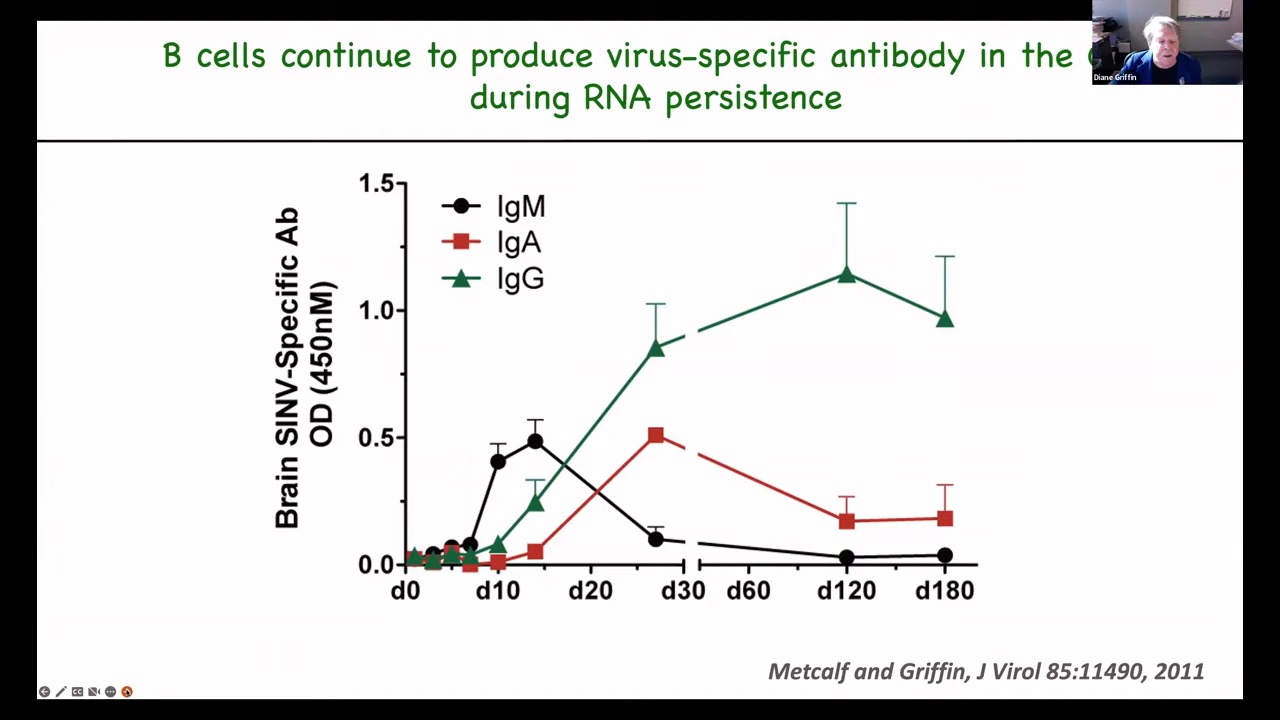 B cells continue to produce virus-specific antibody in the
during RNA persistence
Diane Griffin
Brain SINV-Specific Ab
OD (450nM)
1.5
1.0
0.5
0.0
IgM
IgA
IgG
d0 d10 d20 d30 d60 d120 d180
Metcalf and Griffin, J Virol 85:11490, 2011